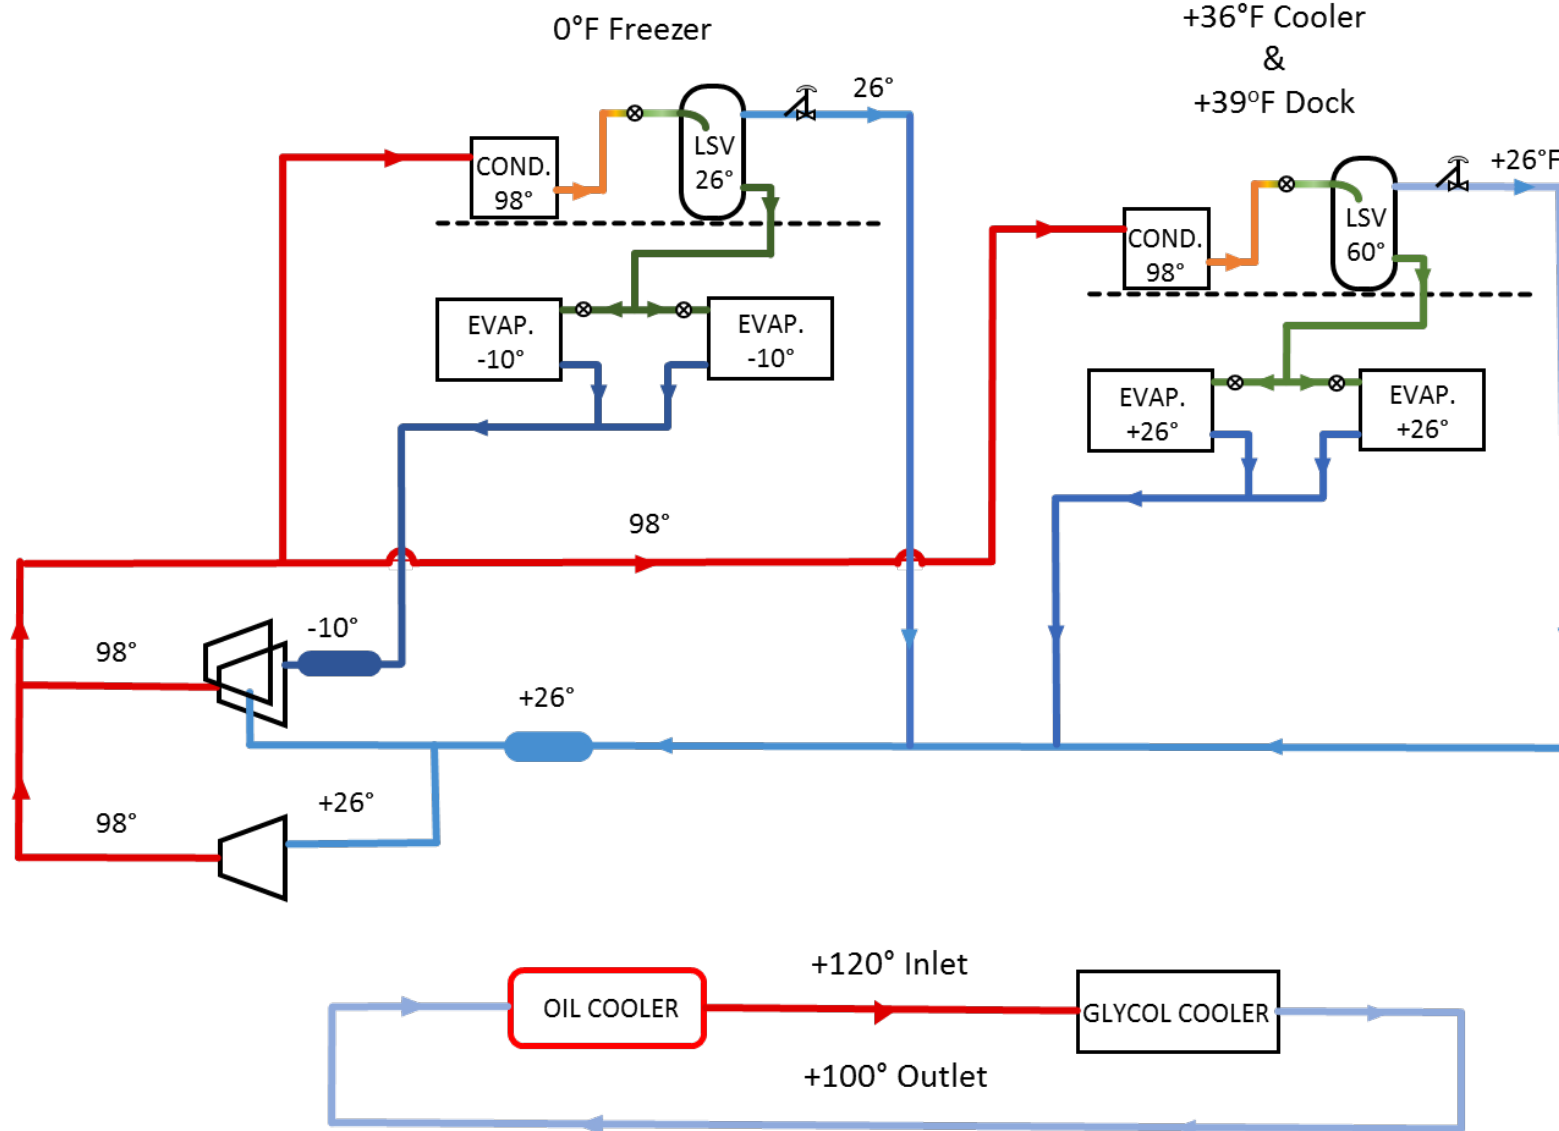 0°F Freezer
+36°F Cooler
&
+39°F Dock
26°
COND.
98°
LSV
26°
+26°F
COND.
98°
LSV
60°
EVAP.
-10°
EVAP.
-10°
EVAP.
+26°
EVAP.
+26°
98°
-10°
98°
+26°
+26°
98°
+120° Inlet
OIL COOLER
GLYCOL COOLER
+100° Outlet